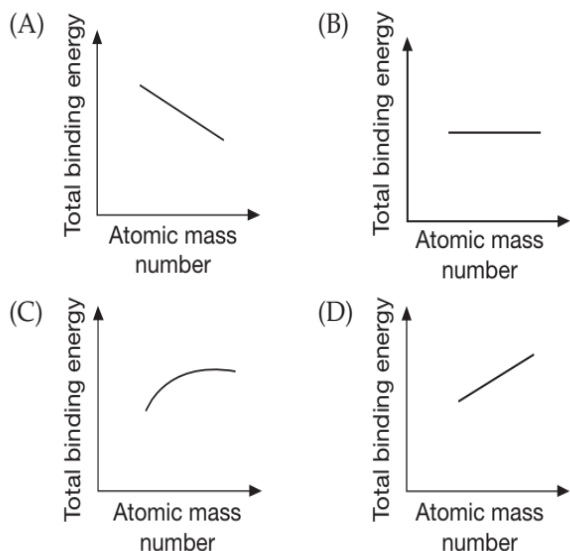 (A)
Total binding energy
Atomic mass
number
(B)
Total binding energy
Atomic mass
number
(C)
Total binding energy
Atomic mass
number
(D)
Total binding energy
Atomic mass
number